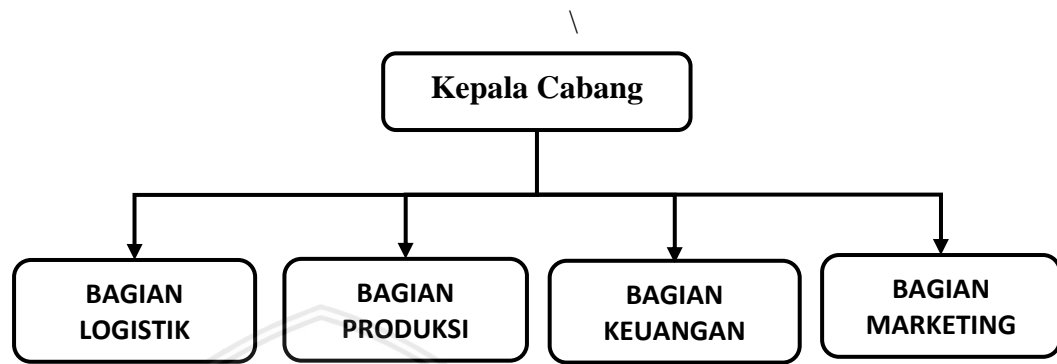 \
Kepala Cabang
BAGIAN
LOGISTIK
BAGIAN
PRODUKSI
BAGIAN
KEUANGAN
BAGIAN
MARKETING